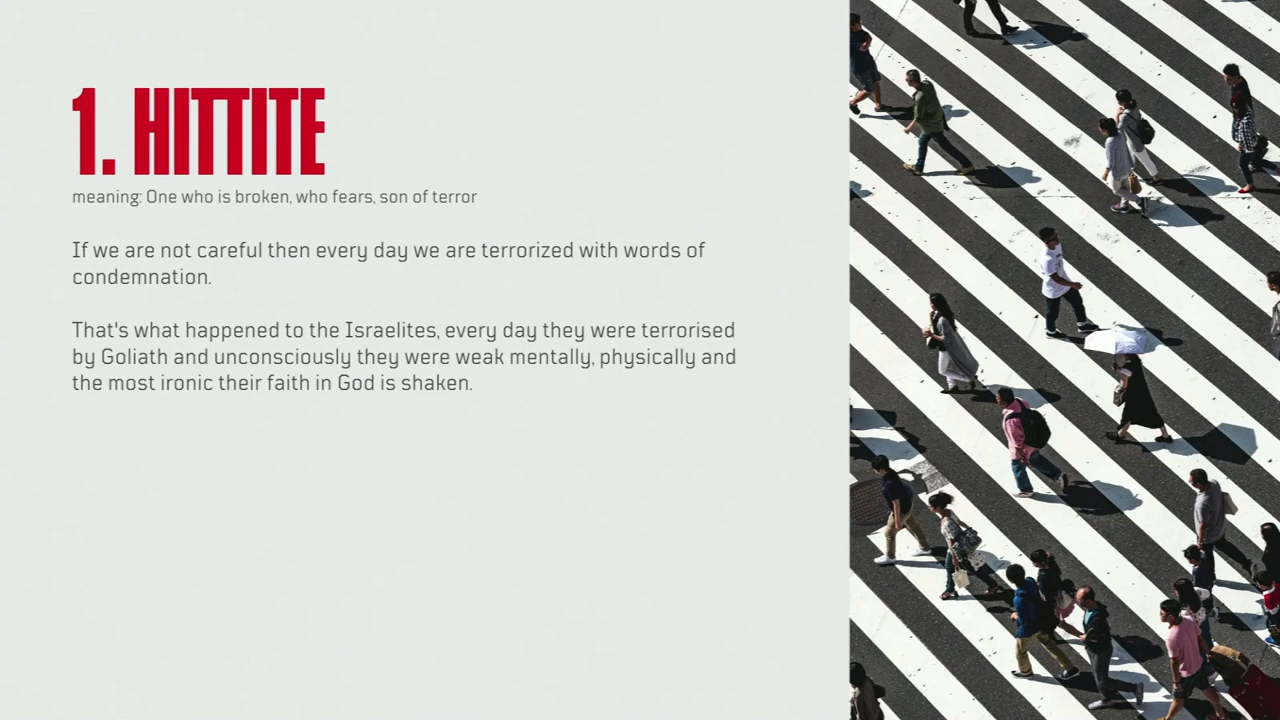 1. HITTITE
meaning: One who is broken, who fears, son of terror
If we are not careful then every day we are terrorized with words of
condemnation.
That's what happened to the Israelites, every day they were terrorised
by Goliath and unconsciously they were weak mentally, physically and
the most ironic their faith in God is shaken.